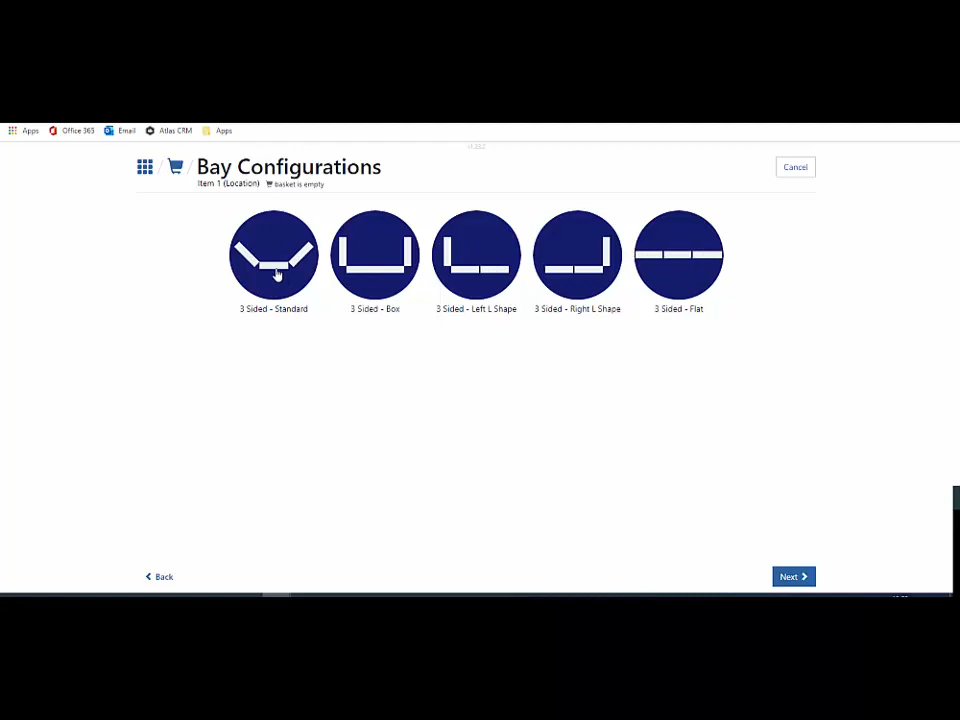 Apps Office 365 Email Atlas CRM Apps
Bay Configurations
Cancel
Item 1 (Location) basket is empty
3 Sided - Standard 3 Sided - Box 3 Sided - Left L Shape 3 Sided - Right L Shape 3 Sided - Flat
Back Next